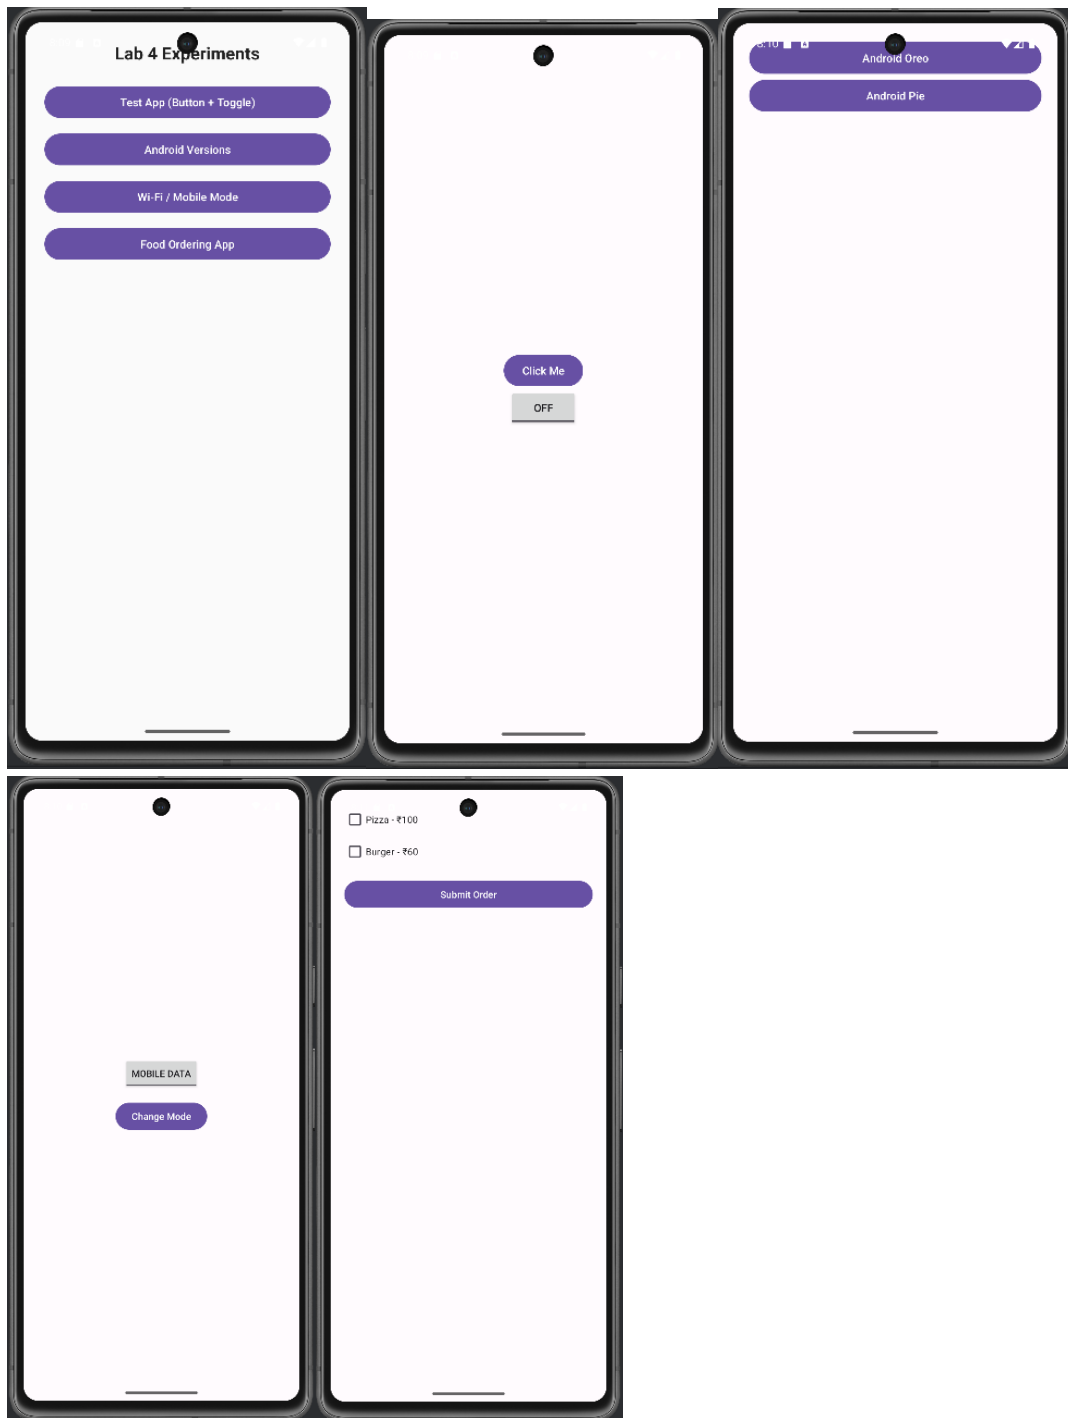 Lab 4 Experiments
Test App (Button + Toggle)
Android Versions
Wi-Fi / Mobile Mode
Food Ordering App
Click Me
OFF
Android Oreo
Android Pie
MOBILE DATA
Change Mode
Pizza - ₹100
Burger - ₹60
Submit Order